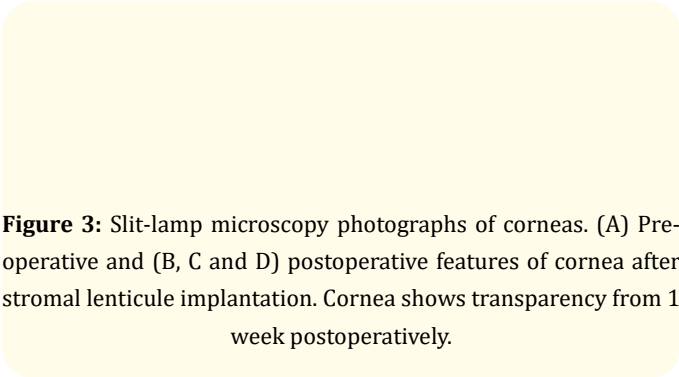 Figure 3: Slit-lamp microscopy photographs of corneas. (A) Pre-
operative and (B, C and D) postoperative features of cornea after
stromal lenticule implantation. Cornea shows transparency from 1
week postoperatively.